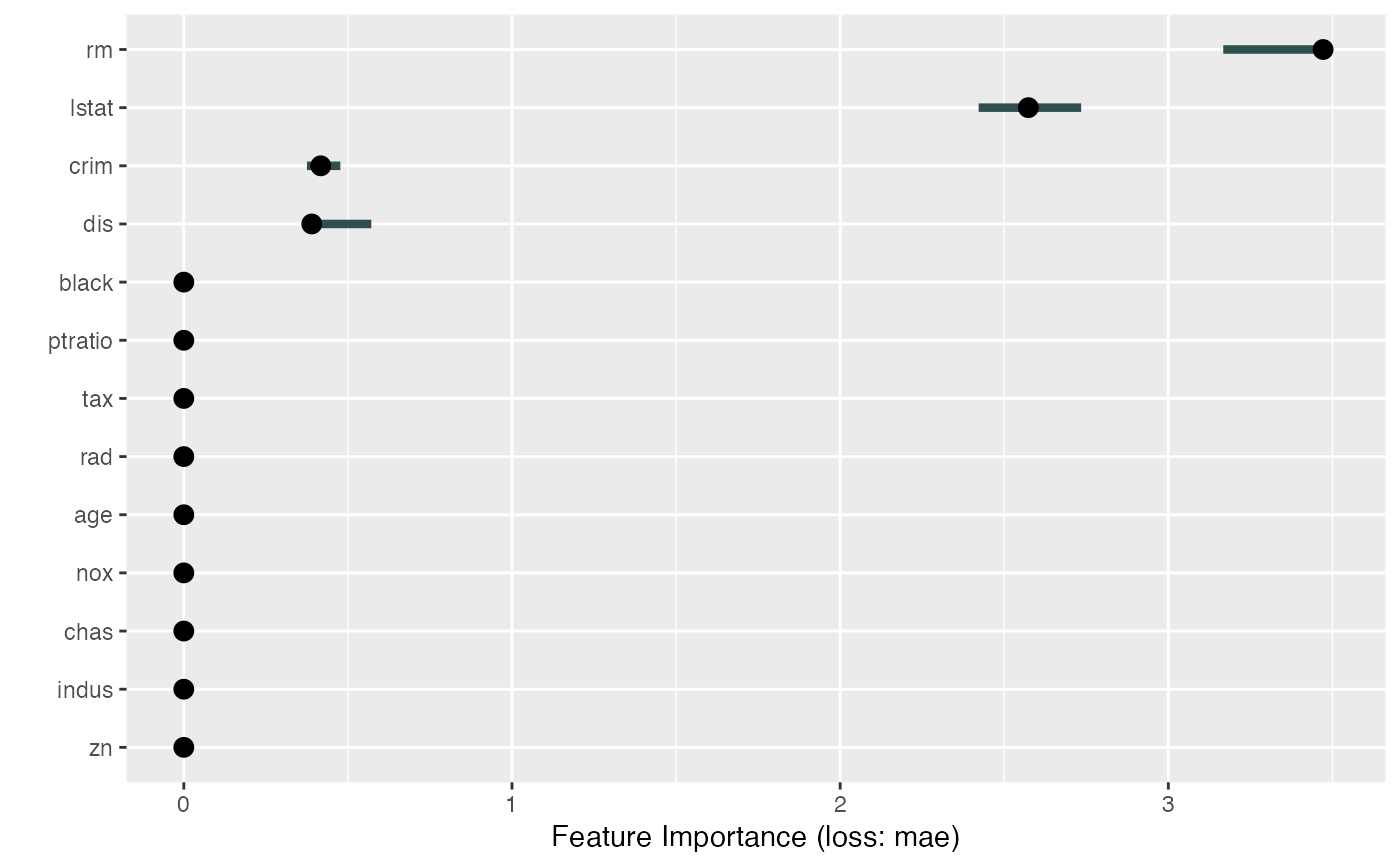 rm
lstat
crim
dis
black
ptratio
tax
rad
age
nox
chas
indus
zn
0 1 2 3
Feature Importance (loss: mae)